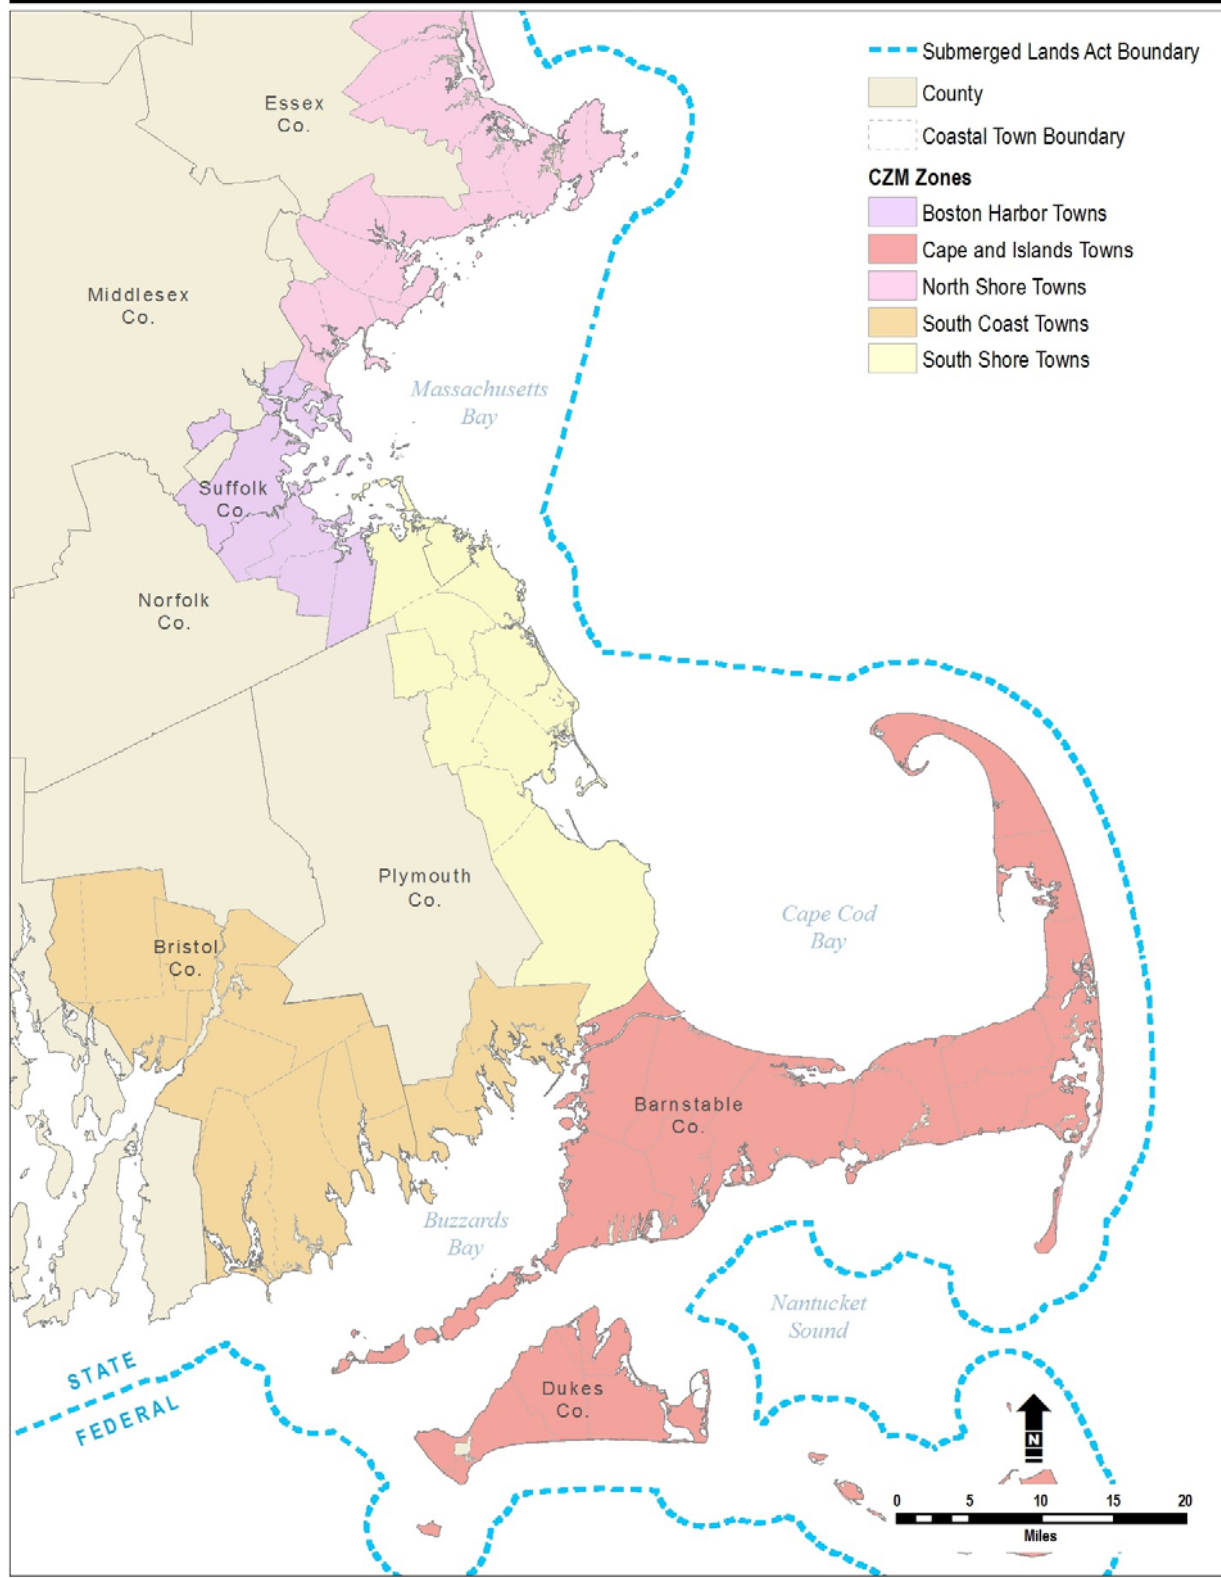 Submerged Lands Act Boundary
County
Coastal Town Boundary
CZM Zones
Boston Harbor Towns
Cape and Islands Towns
North Shore Towns
South Coast Towns
South Shore Towns
Essex
Co.
Middlesex
Co.
Massachusetts
Bay
Suffolk
Co.
Norfolk
Co.
Plymouth
Co.
Cape Cod
Bay
Bristol
Co.
Barnstable
Co.
Buzzards
Bay
Nantucket
Sound
STATE
FEDERAL
Dukes
Co.
N
0 5 10 15 20
Miles